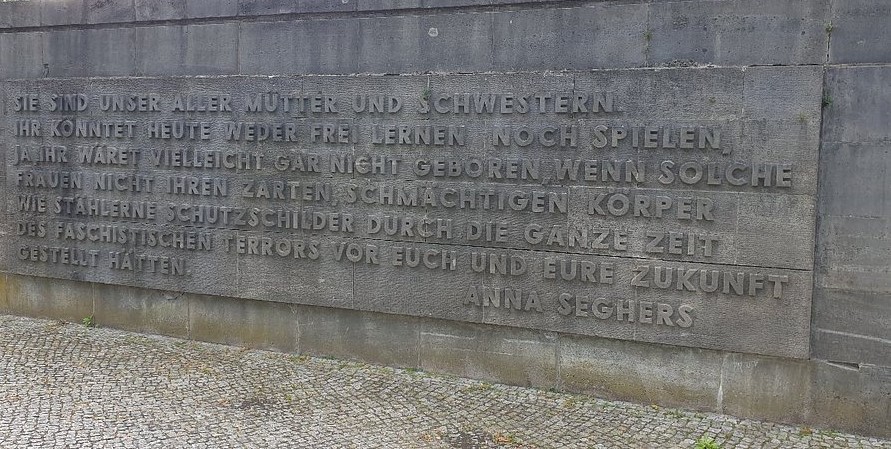 SIE SIND UNSER ALLER MÜTTER UND SCHWESTERN.
IHR KÖNNTET HEUTE WEDER FREI LERNEN NOCH SPIELEN,
JA, IHR WÄRET VIELLEICHT GAR NICHT GEBOREN, WENN SOLCHE
FRAUEN NICHT IHREN ZARTEN, SCHMÄCHTIGEN KÖRPER
WIE STÄHLERNE SCHUTZSCHILDER DURCH DIE GANZE ZEIT
DES FASCHISTISCHEN TERRORS VOR EUCH UND EURE ZUKUNFT
GESTELLT HÄTTEN.
ANNA SEGHERS